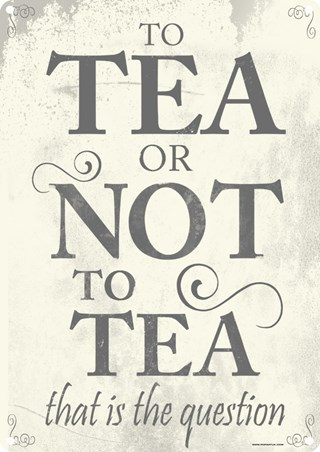 TO
TEA
OR
NOT
TO
TEA
that is the question